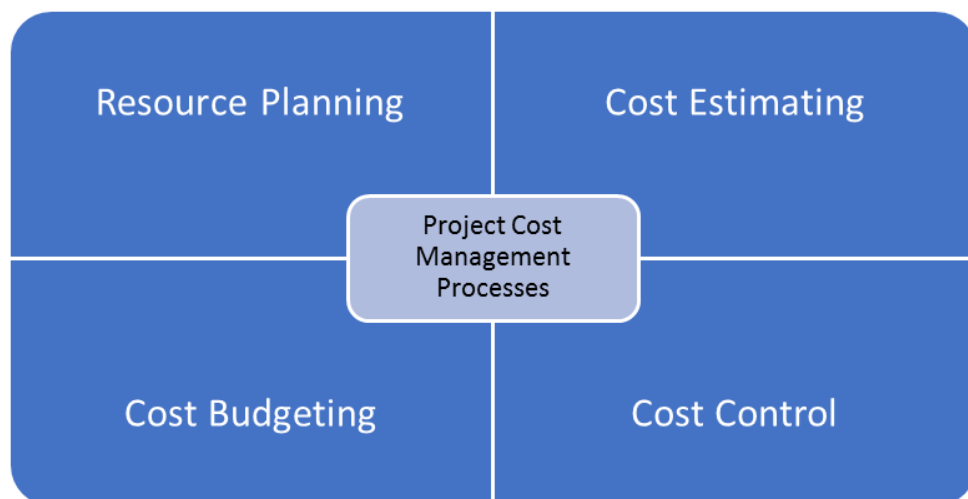 Resource Planning
Cost Estimating
Project Cost
Management
Processes
Cost Budgeting
Cost Control